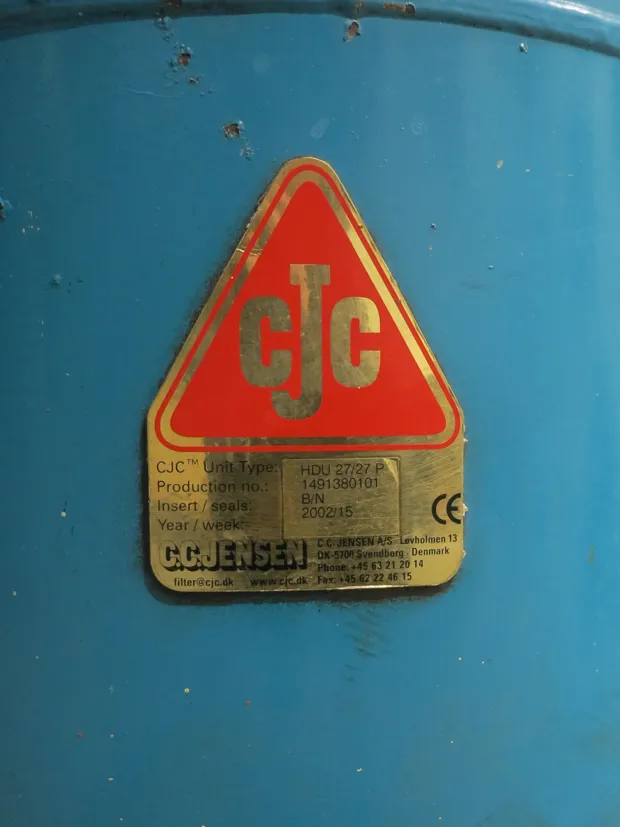 CJC
CJC™ Unit Type: HDU 27/27 P
Production no.: 1491380101
Insert / seals: B/N
Year / week: 2002/15
CE
C.C.JENSEN
C.C. JENSEN A/S Løvholmen 13
DK-5700 Svendborg · Denmark
Phone: +45 63 21 20 14
filter@cjc.dk www.cjc.dk Fax: +45 62 22 46 15